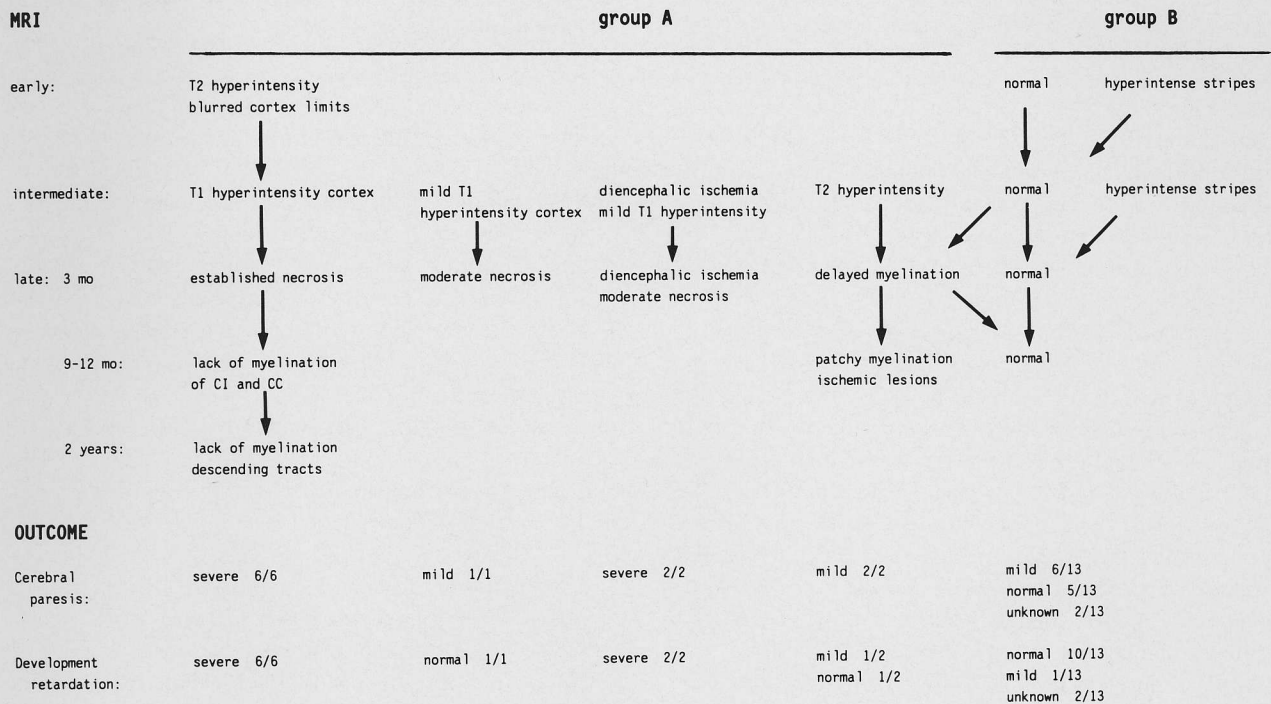 MRI group A group B
early: T2 hyperintensity normal hyperintense stripes
blurred cortex limits
intermediate: T1 hyperintensity cortex mild T1 diencephalic ischemia T2 hyperintensity normal hyperintense stripes
hyperintensity cortex mild T1 hyperintensity
late: 3 mo established necrosis moderate necrosis diencephalic ischemia delayed myelination normal
moderate necrosis
9-12 mo: lack of myelination patchy myelination normal
of CI and CC ischemic lesions
2 years: lack of myelination
descending tracts
OUTCOME
Cerebral severe 6/6 mild 1/1 severe 2/2 mild 2/2 mild 6/13
paresis: normal 5/13
unknown 2/13
Development severe 6/6 normal 1/1 severe 2/2 mild 1/2 normal 10/13
retardation: normal 1/2 mild 1/13
unknown 2/13